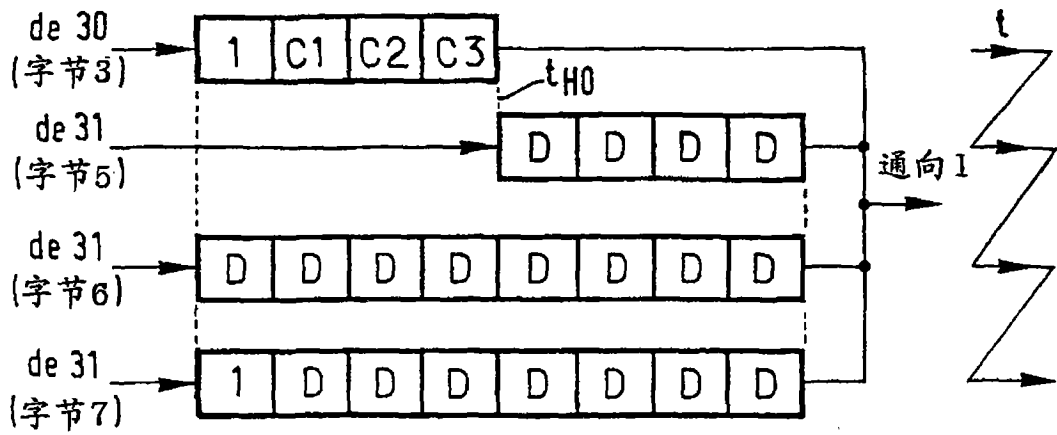 de 30
(字节3)
1 C1 C2 C3
t
tH0
de 31
(字节5)
D D D D
通向 I
de 31
(字节6)
D D D D D D D D
de 31
(字节7)
1 D D D D D D D